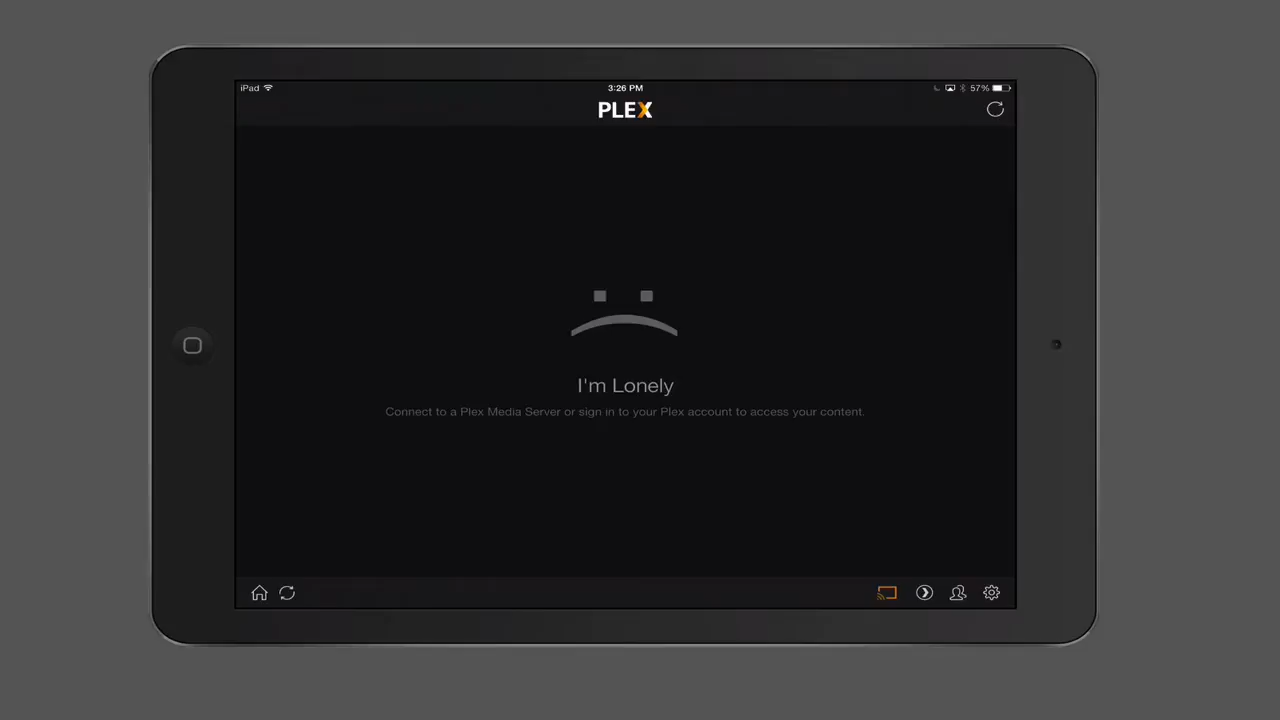 iPad
3:26 PM
57%
PLEX
I'm Lonely
Connect to a Plex Media Server or sign in to your Plex account to access your content.